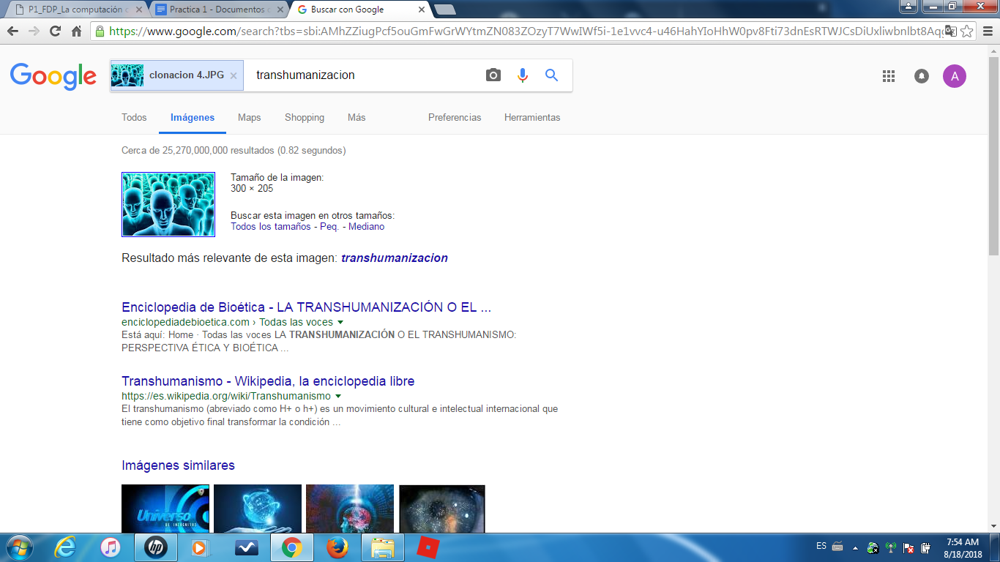 P1_FDP_La computación c
Practica 1 - Documentos d
Buscar con Google
https://www.google.com/search?tbs=sbi:AMhZZiugPcf5ouGmFwGrWYtmZN083ZOzyT7WwIWf5i-1e1vvc4-u46HahYIoHhW0pv8Fti73dnEsRTWJCsDiUxliwbnlbt8Aq
Google
clonacion 4.JPG
transhumanizacion
A
Todos
Imágenes
Maps
Shopping
Más
Preferencias
Herramientas
Cerca de 25,270,000,000 resultados (0.82 segundos)
Tamaño de la imagen:
300 × 205
Buscar esta imagen en otros tamaños:
Todos los tamaños - Peq. - Mediano
Resultado más relevante de esta imagen: transhumanizacion
Enciclopedia de Bioética - LA TRANSHUMANIZACIÓN O EL ...
enciclopediadebioetica.com › Todas las voces
Está aquí: Home · Todas las voces LA TRANSHUMANIZACIÓN O EL TRANSHUMANISMO:
PERSPECTIVA ÉTICA Y BIOÉTICA ...
Transhumanismo - Wikipedia, la enciclopedia libre
https://es.wikipedia.org/wiki/Transhumanismo
El transhumanismo (abreviado como H+ o h+) es un movimiento cultural e intelectual internacional que
tiene como objetivo final transformar la condición ...
Imágenes similares
Universo
DE INCÓGNITAS
hp
ES
7:54 AM
8/18/2018